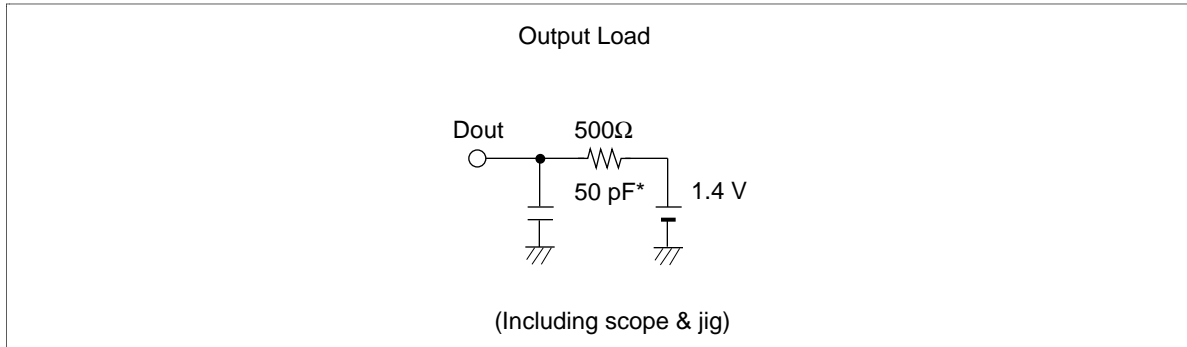 Output Load
Dout
500Ω
50 pF*
1.4 V
(Including scope & jig)